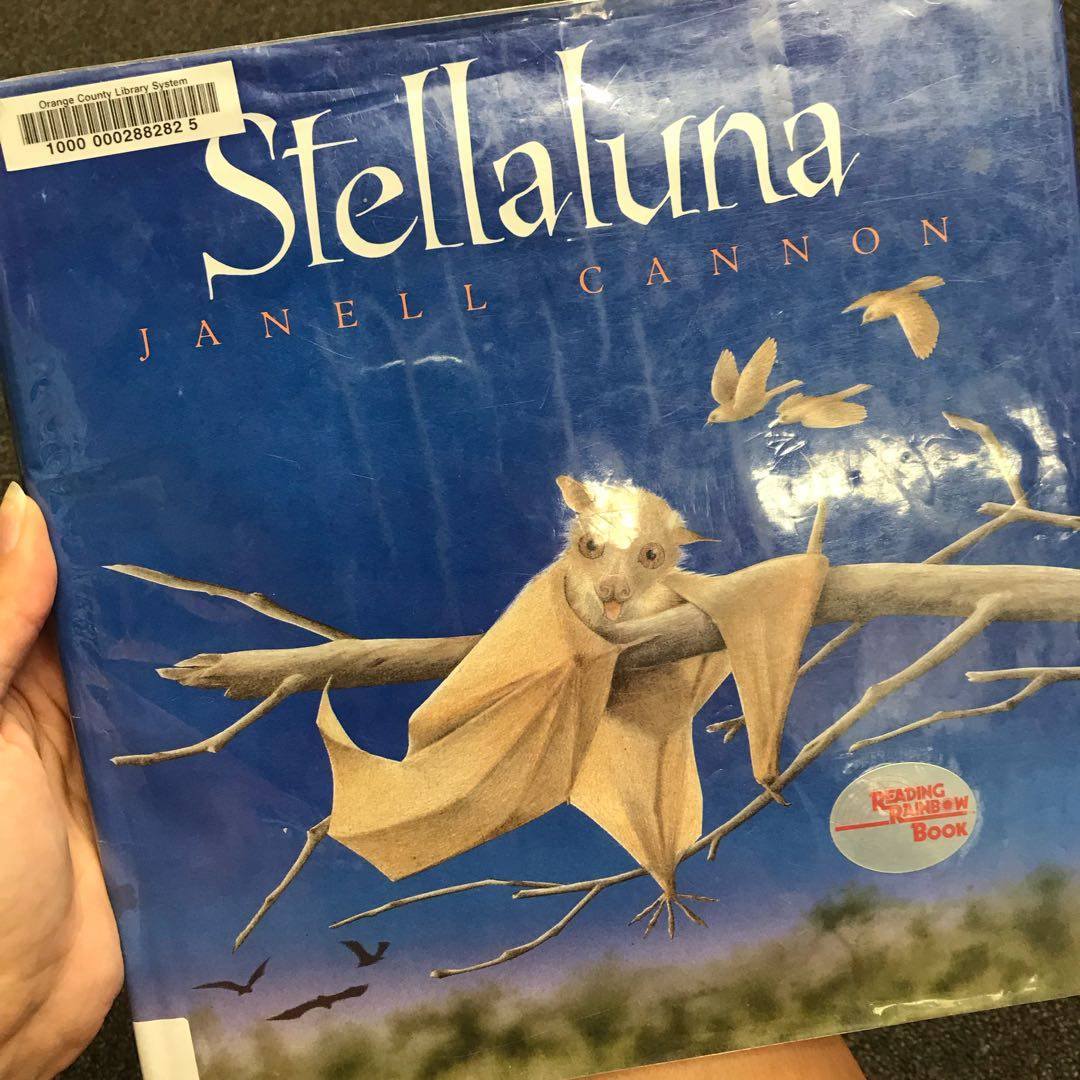 Orange County Library System
1000 000288282 5
Stellaluna
JANELL CANNON
READING
RAINBOW
BOOK